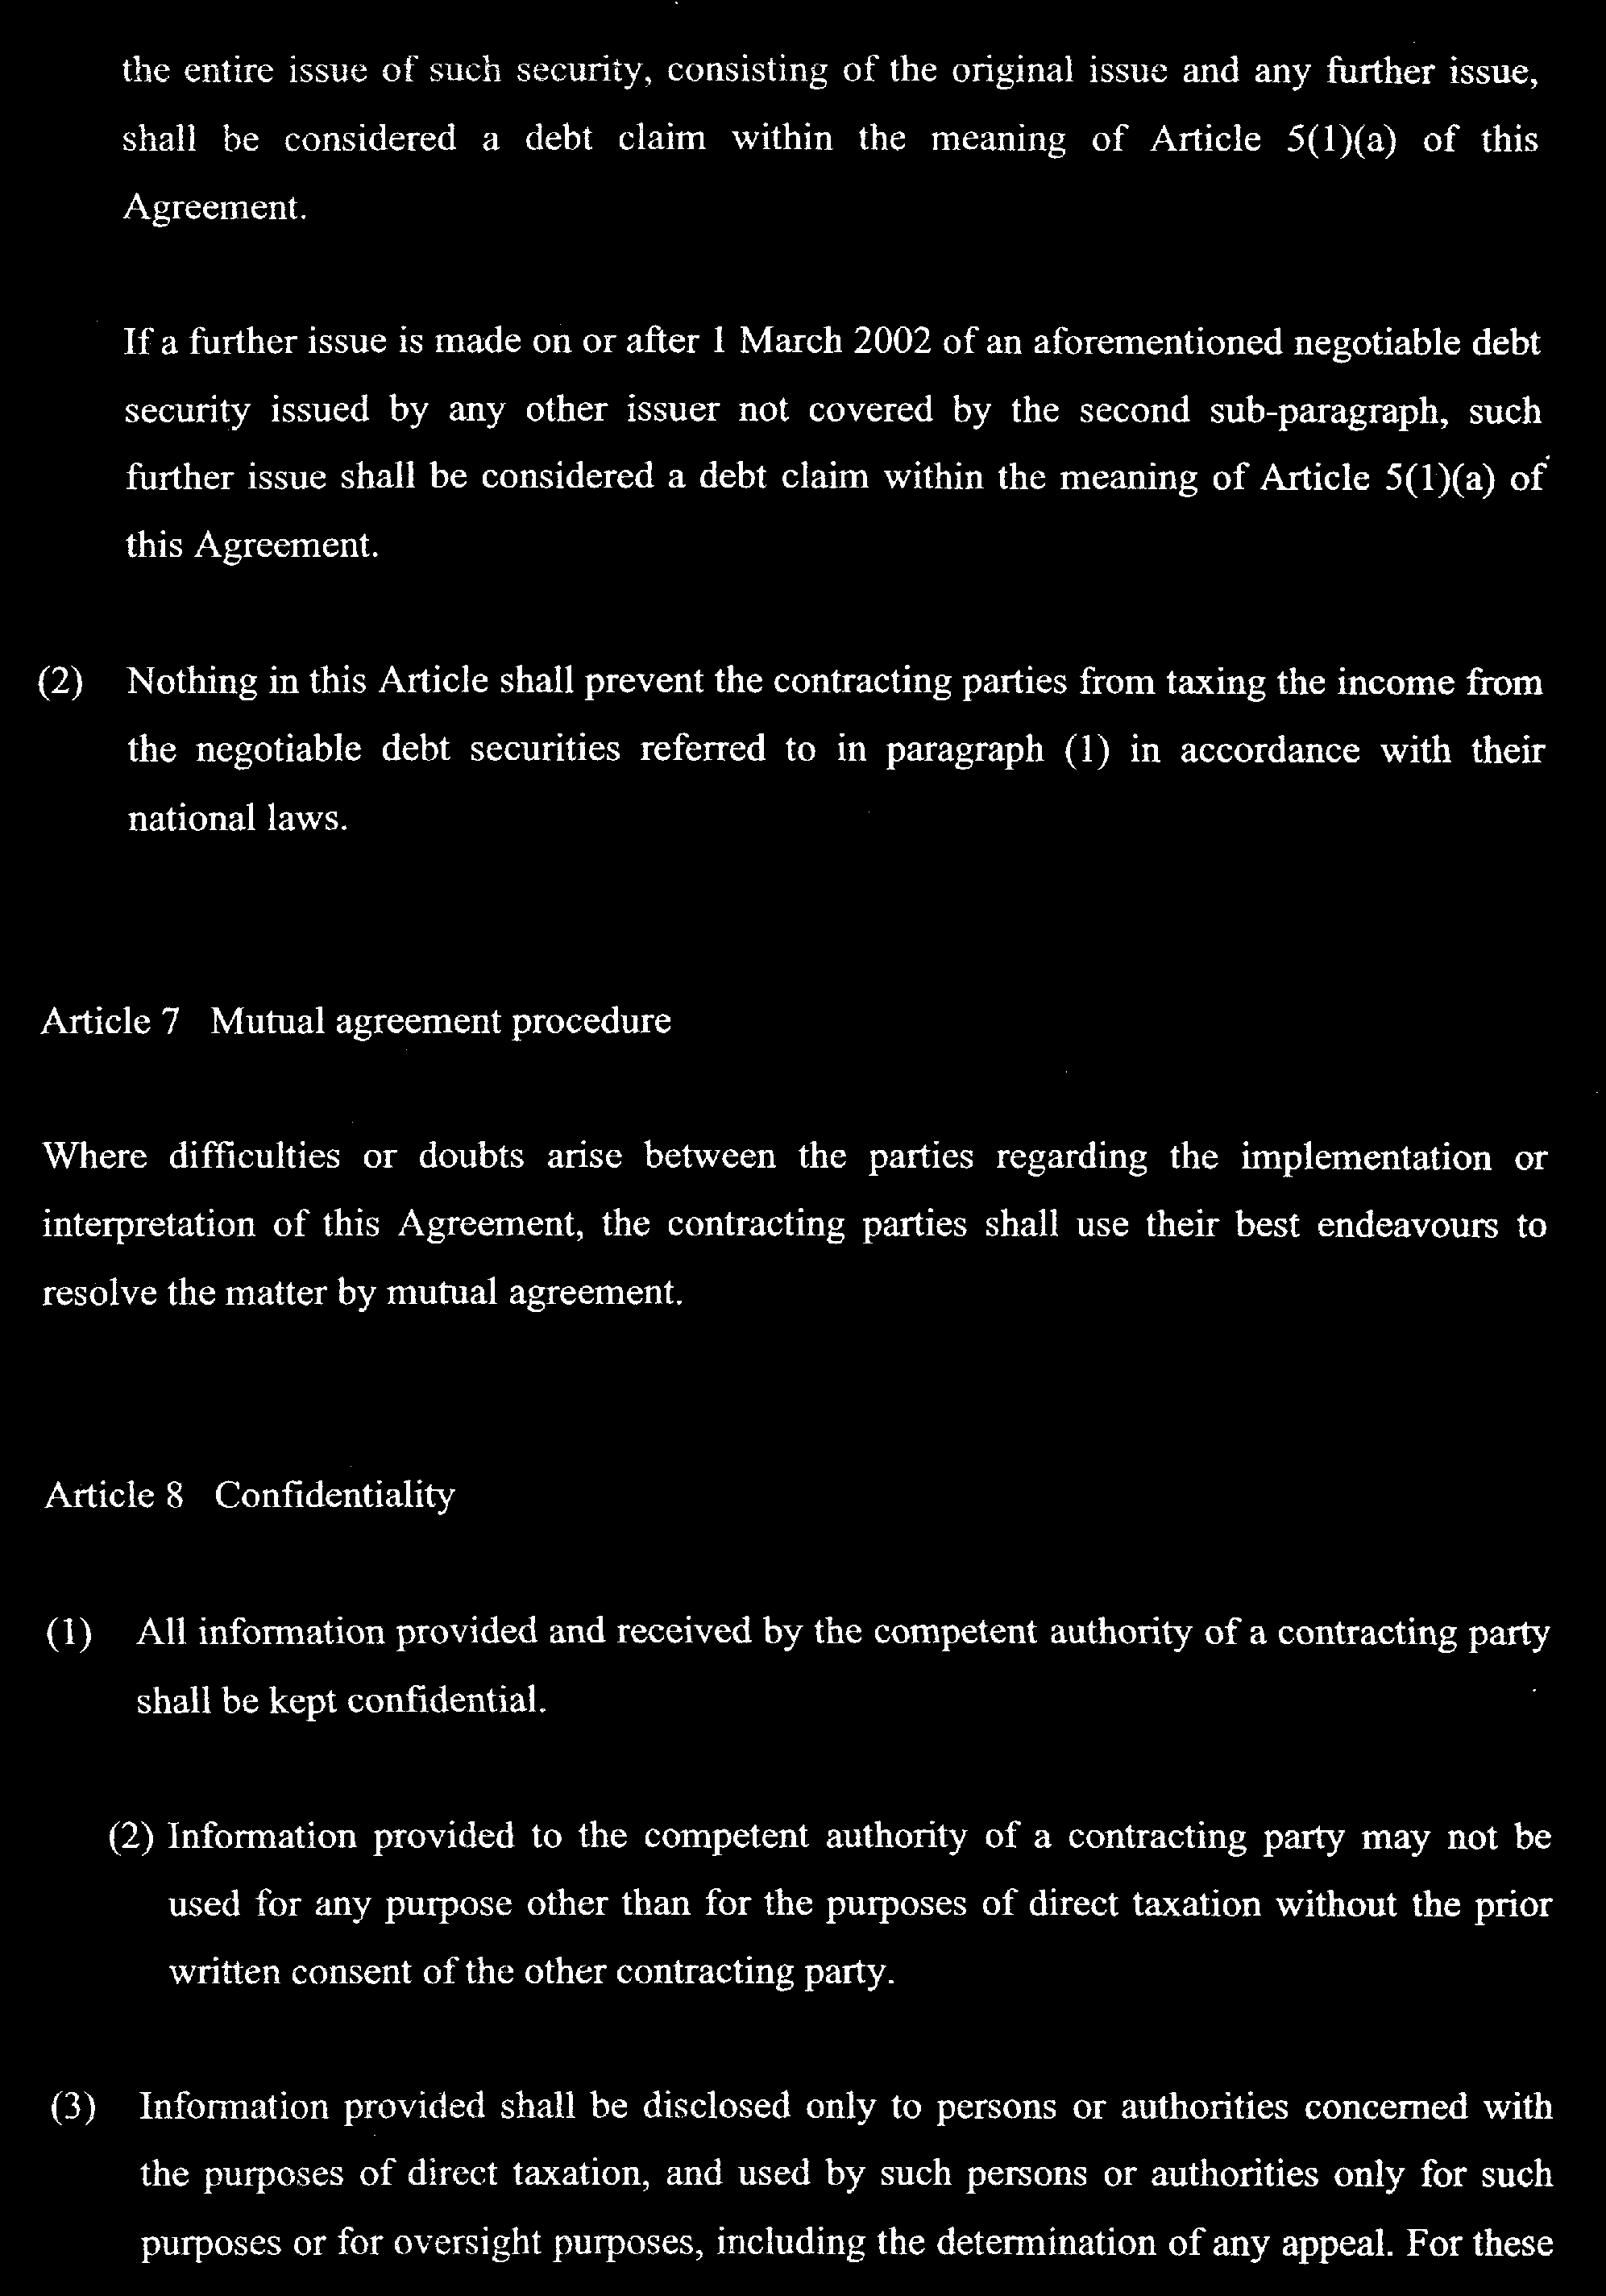 the entire issue of such security, consisting of the original issue and any further issue,
shall be considered a debt claim within the meaning of Article 5(1)(a) of this
Agreement.
If a further issue is made on or after 1 March 2002 of an aforementioned negotiable debt
security issued by any other issuer not covered by the second sub-paragraph, such
further issue shall be considered a debt claim within the meaning of Article 5(1)(a) of
this Agreement.
(2) Nothing in this Article shall prevent the contracting parties from taxing the income from
the negotiable debt securities referred to in paragraph (1) in accordance with their
national laws.
Article 7 Mutual agreement procedure
Where difficulties or doubts arise between the parties regarding the implementation or
interpretation of this Agreement, the contracting parties shall use their best endeavours to
resolve the matter by mutual agreement.
Article 8 Confidentiality
(1) All information provided and received by the competent authority of a contracting party
shall be kept confidential.
(2) Information provided to the competent authority of a contracting party may not be
used for any purpose other than for the purposes of direct taxation without the prior
written consent of the other contracting party.
(3) Information provided shall be disclosed only to persons or authorities concerned with
the purposes of direct taxation, and used by such persons or authorities only for such
purposes or for oversight purposes, including the determination of any appeal. For these